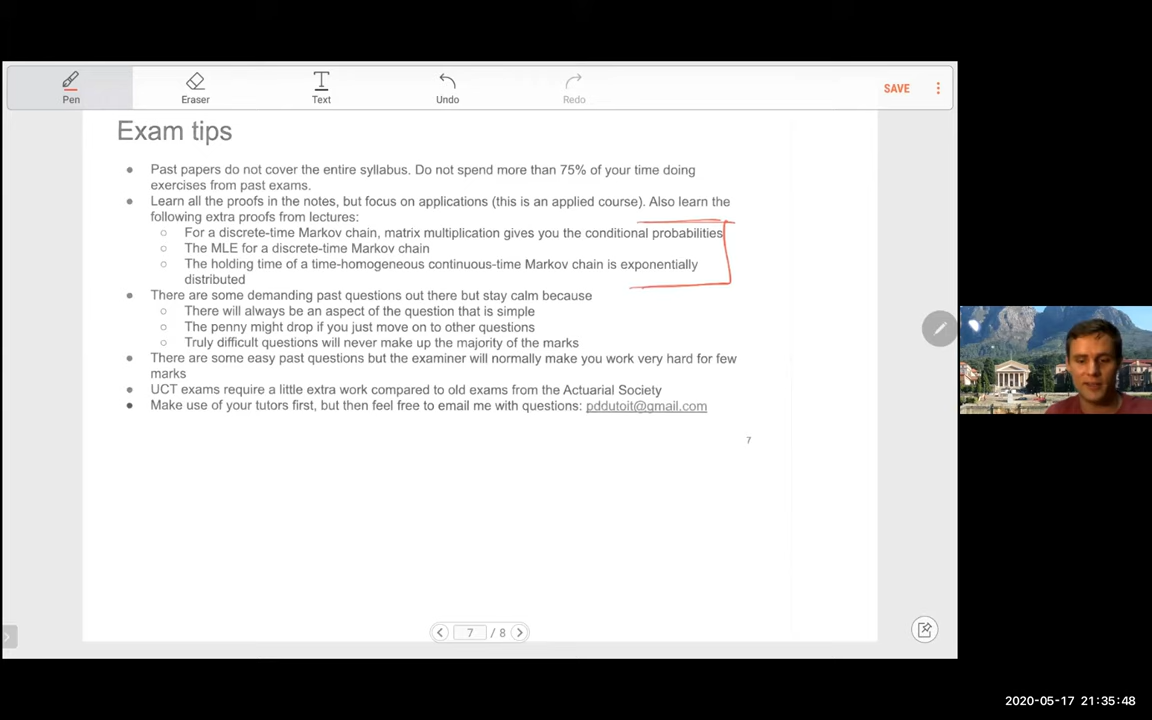 Pen
Eraser
Text
Undo
Redo
SAVE
Exam tips
● Past papers do not cover the entire syllabus. Do not spend more than 75% of your time doing
exercises from past exams.
● Learn all the proofs in the notes, but focus on applications (this is an applied course). Also learn the
following extra proofs from lectures:
○ For a discrete-time Markov chain, matrix multiplication gives you the conditional probabilities
○ The MLE for a discrete-time Markov chain
○ The holding time of a time-homogeneous continuous-time Markov chain is exponentially
distributed
● There are some demanding past questions out there but stay calm because
○ There will always be an aspect of the question that is simple
○ The penny might drop if you just move on to other questions
○ Truly difficult questions will never make up the majority of the marks
● There are some easy past questions but the examiner will normally make you work very hard for few
marks
● UCT exams require a little extra work compared to old exams from the Actuarial Society
● Make use of your tutors first, but then feel free to email me with questions: pddutoit@gmail.com
7
7 / 8
2020-05-17 21:35:48